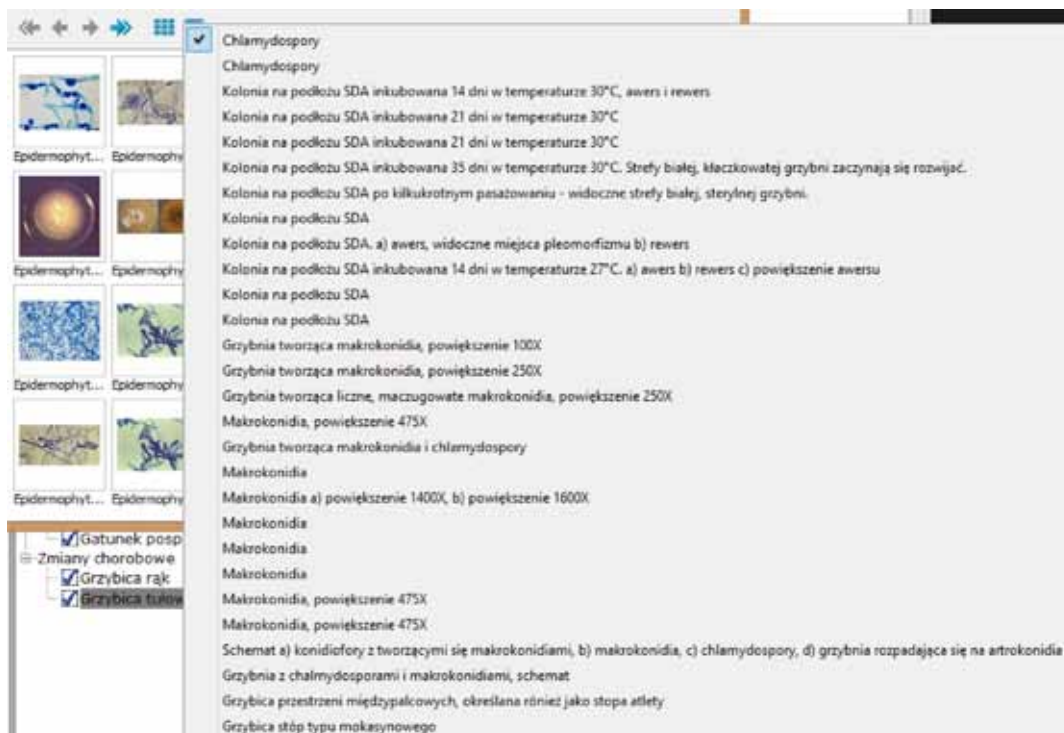 Chlamydospory
Chlamydospory
Kolonia na podłożu SDA inkubowana 14 dni w temperaturze 30°C, awers i rewers
Kolonia na podłożu SDA inkubowana 21 dni w temperaturze 30°C
Kolonia na podłożu SDA inkubowana 21 dni w temperaturze 30°C
Kolonia na podłożu SDA inkubowana 35 dni w temperaturze 30°C. Strefy białej, kłaczkowatej grzybni zaczynają się rozwijać.
Kolonia na podłożu SDA po kilkukrotnym pasażowaniu - widoczne strefy białej, sterylnej grzybni.
Kolonia na podłożu SDA
Kolonia na podłożu SDA. a) awers, widoczne miejsca pleomorfizmu b) rewers
Kolonia na podłożu SDA inkubowana 14 dni w temperaturze 27°C. a) awers b) rewers c) powiększenie awersu
Kolonia na podłożu SDA
Kolonia na podłożu SDA
Grzybnia tworząca makrokonidia, powiększenie 100X
Grzybnia tworząca makrokonidia, powiększenie 250X
Grzybnia tworząca liczne, maczugowate makrokonidia, powiększenie 250X
Makrokonidia, powiększenie 475X
Grzybnia tworząca makrokonidia i chlamydospory
Makrokonidia
Makrokonidia a) powiększenie 1400X, b) powiększenie 1600X
Makrokonidia
Makrokonidia
Makrokonidia
Makrokonidia, powiększenie 475X
Makrokonidia, powiększenie 475X
Schemat a) konidiofory z tworzącymi się makrokonidiami, b) makrokonidia, c) chlamydospory, d) grzybnia rozpadająca się na artrokonidia
Grzybnia z chalmydosporami i makrokonidiami, schemat
Grzybica przestrzeni międzypalcowych, określana róniez jako stopa atlety
Grzybica stóp typu mokasynowego
Epidermophyt... Epidermophy
Epidermophyt... Epidermophy
Epidermophyt... Epidermophy
Epidermophyt... Epidermophy
Gatunek posp
Zmiany chorobowe
Grzybica rąk
Grzybica tułow